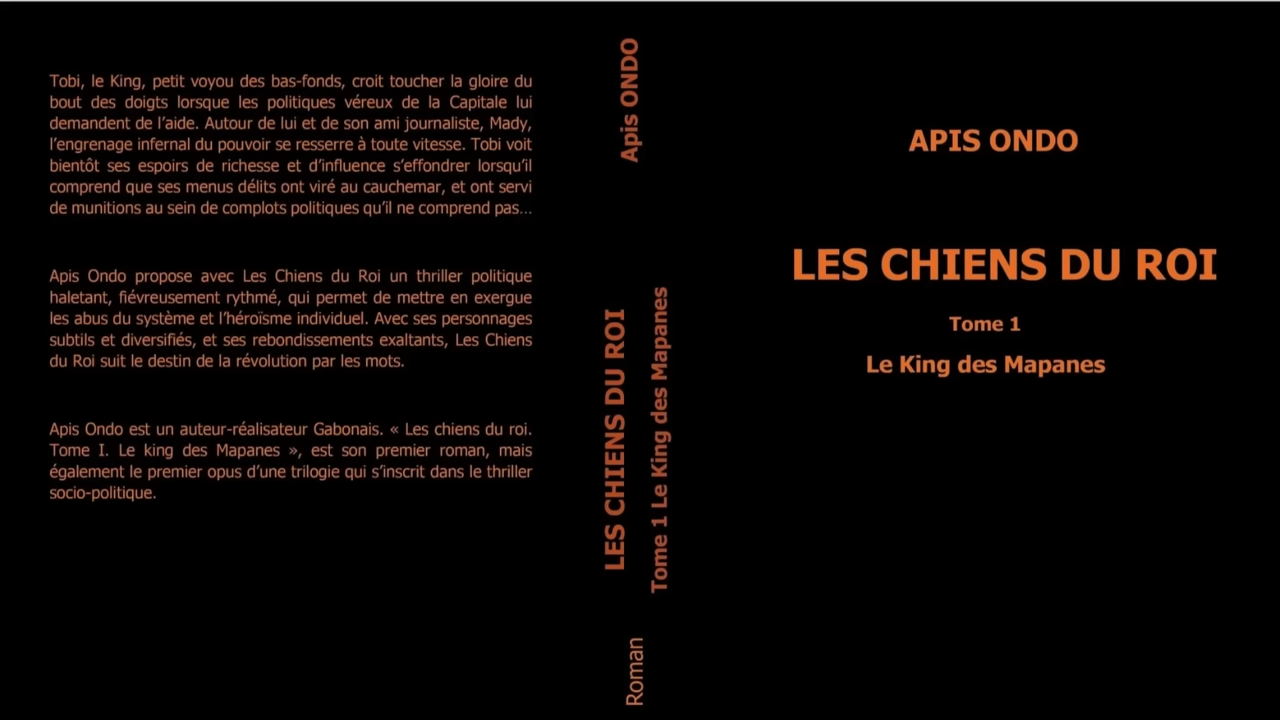 Tobi, le King, petit voyou des bas-fonds, croit toucher la gloire du
bout des doigts lorsque les politiques véreux de la Capitale lui
demandent de l'aide. Autour de lui et de son ami journaliste, Mady,
l'engrenage infernal du pouvoir se resserre à toute vitesse. Tobi voit
bientôt ses espoirs de richesse et d'influence s'effondrer lorsqu'il
comprend que ses menus délits ont viré au cauchemar, et ont servi
de munitions au sein de complots politiques qu'il ne comprend pas...
Apis Ondo propose avec Les Chiens du Roi un thriller politique
haletant, fiévreusement rythmé, qui permet de mettre en exergue
les abus du système et l'héroïsme individuel. Avec ses personnages
subtils et diversifiés, et ses rebondissements exaltants, Les Chiens
du Roi suit le destin de la révolution par les mots.
Apis Ondo est un auteur-réalisateur Gabonais. « Les chiens du roi.
Tome I. Le king des Mapanes », est son premier roman, mais
également le premier opus d'une trilogie qui s'inscrit dans le thriller
socio-politique.
Apis ONDO
LES CHIENS DU ROI
Tome 1 Le King des Mapanes
Roman
APIS ONDO
LES CHIENS DU ROI
Tome 1
Le King des Mapanes